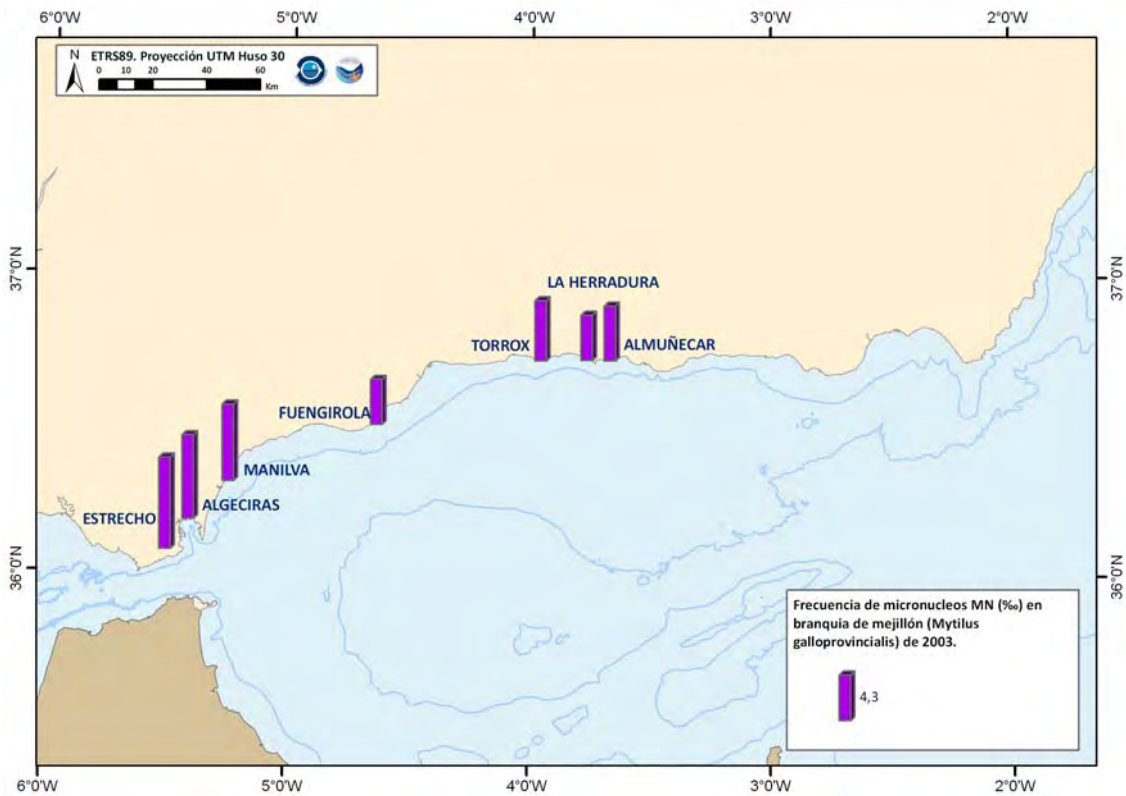 6°0'W 5°0'W 4°0'W 3°0'W 2°0'W
N
ETRS89. Proyección UTM Huso 30
0 10 20 40 60
Km
37°0'N
37°0'N
LA HERRADURA
TORROX
ALMUÑECAR
FUENGIROLA
MANILVA
ALGECIRAS
ESTRECHO
36°0'N
36°0'N
Frecuencia de micronucleos MN (‰) en
branquia de mejillón (Mytilus
galloprovincialis) de 2003.
4,3
6°0'W 5°0'W 4°0'W 3°0'W 2°0'W